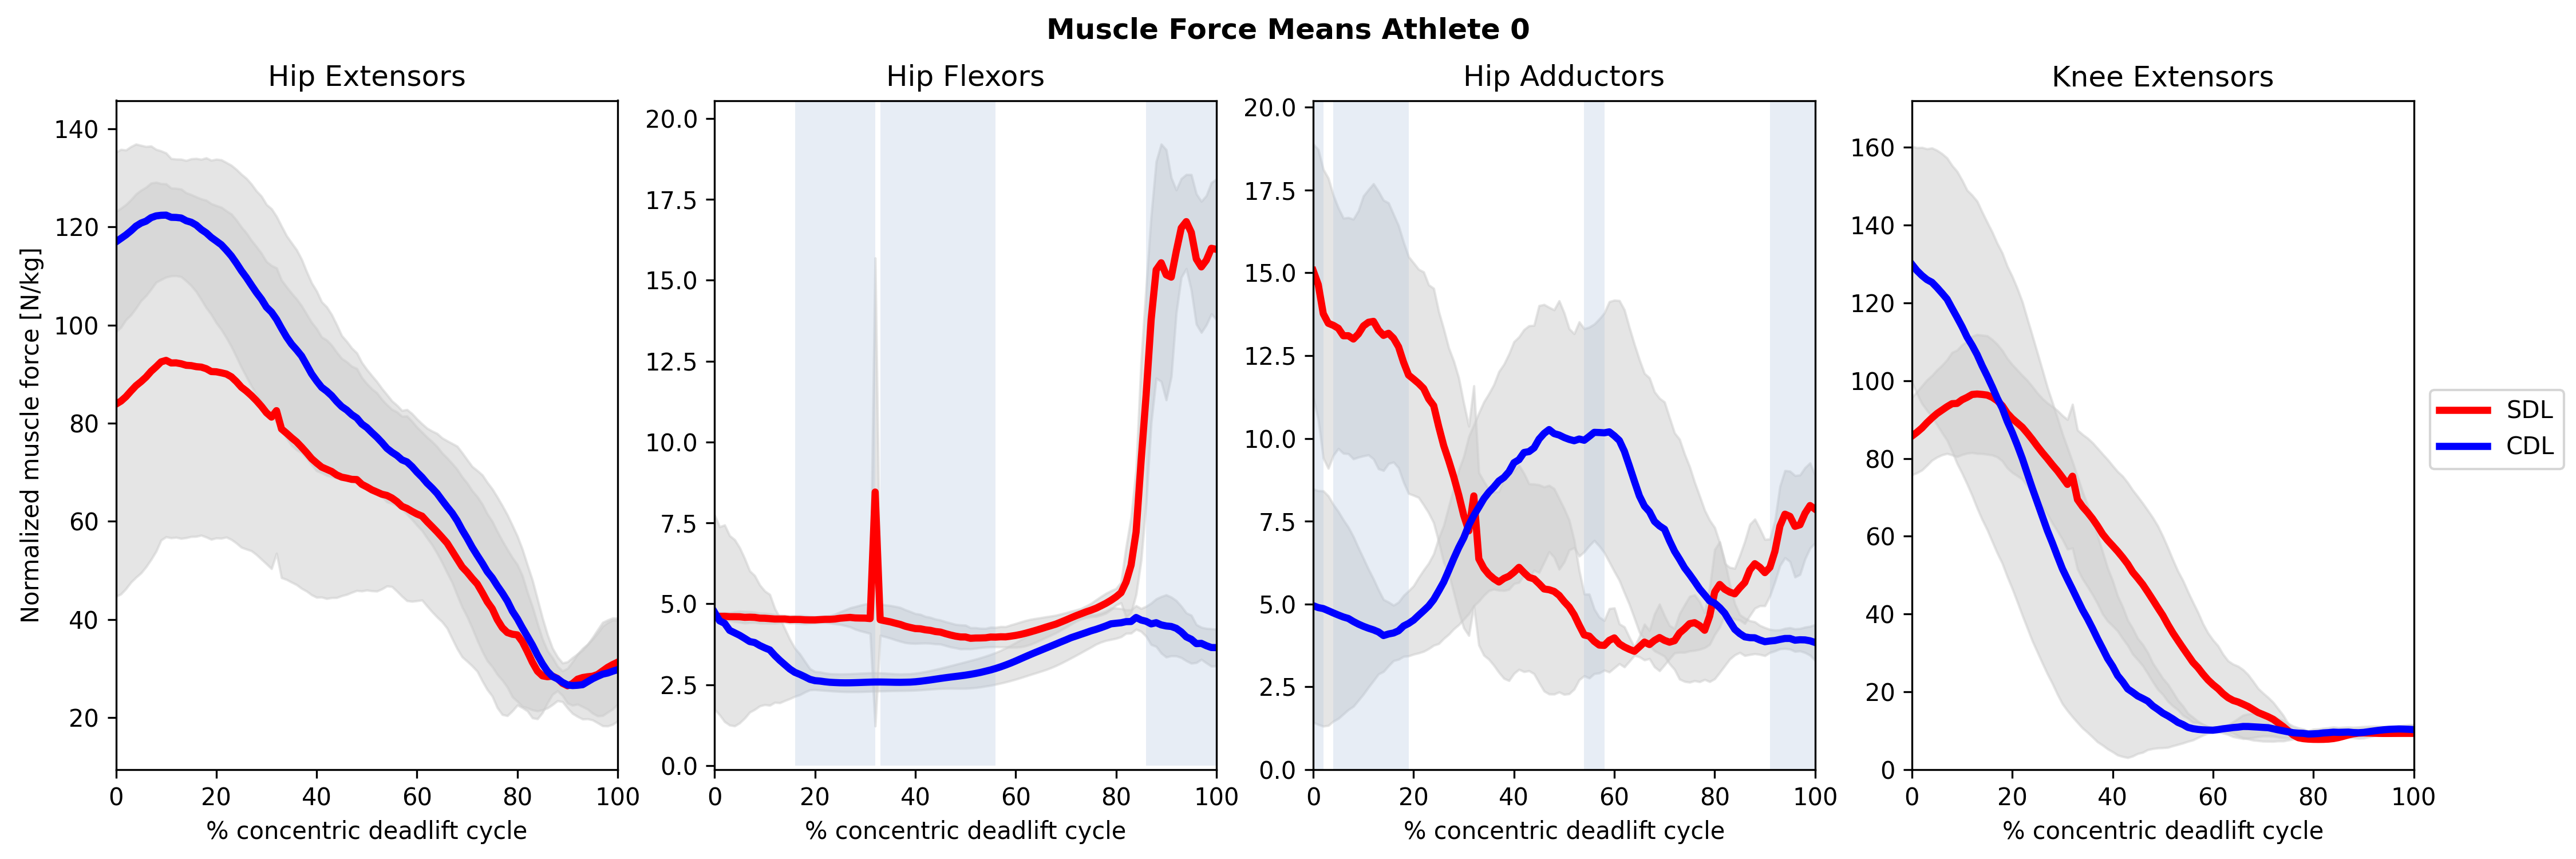 Muscle Force Means Athlete 0
Hip Extensors
Hip Flexors
Hip Adductors
Knee Extensors
Normalized muscle force [N/kg]
140
120
100
80
60
40
20
0 20 40 60 80 100
% concentric deadlift cycle
20.0
17.5
15.0
12.5
10.0
7.5
5.0
2.5
0.0
0 20 40 60 80 100
% concentric deadlift cycle
20.0
17.5
15.0
12.5
10.0
7.5
5.0
2.5
0.0
0 20 40 60 80 100
% concentric deadlift cycle
160
140
120
100
80
60
40
20
0
0 20 40 60 80 100
% concentric deadlift cycle
SDL
CDL